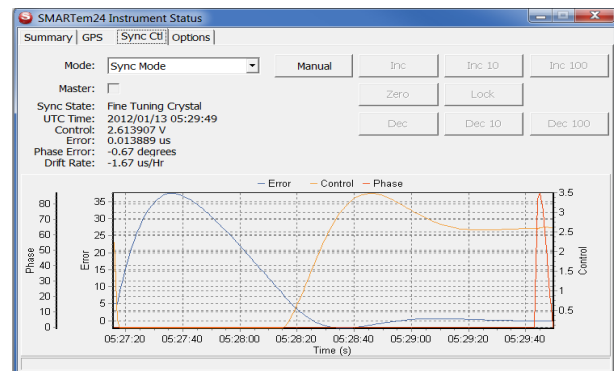 SMARTem24 Instrument Status
Summary GPS Sync Ctl Options
Mode: Sync Mode Manual Inc Inc 10 Inc 100
Master: Zero Lock
Sync State: Fine Tuning Crystal
UTC Time: 2012/01/13 05:29:49
Control: 2.613907 V Dec Dec 10 Dec 100
Error: 0.013889 us
Phase Error: -0.67 degrees
Drift Rate: -1.67 us/Hr
Error Control Phase
80 70 60 50 40 30 20 10 0
Phase
35 30 25 20 15 10 5 0
Error
3.5 3 2.5 2 1.5 1 0.5
Control
05:27:20 05:27:40 05:28:00 05:28:20 05:28:40 05:29:00 05:29:20 05:29:40
Time (s)